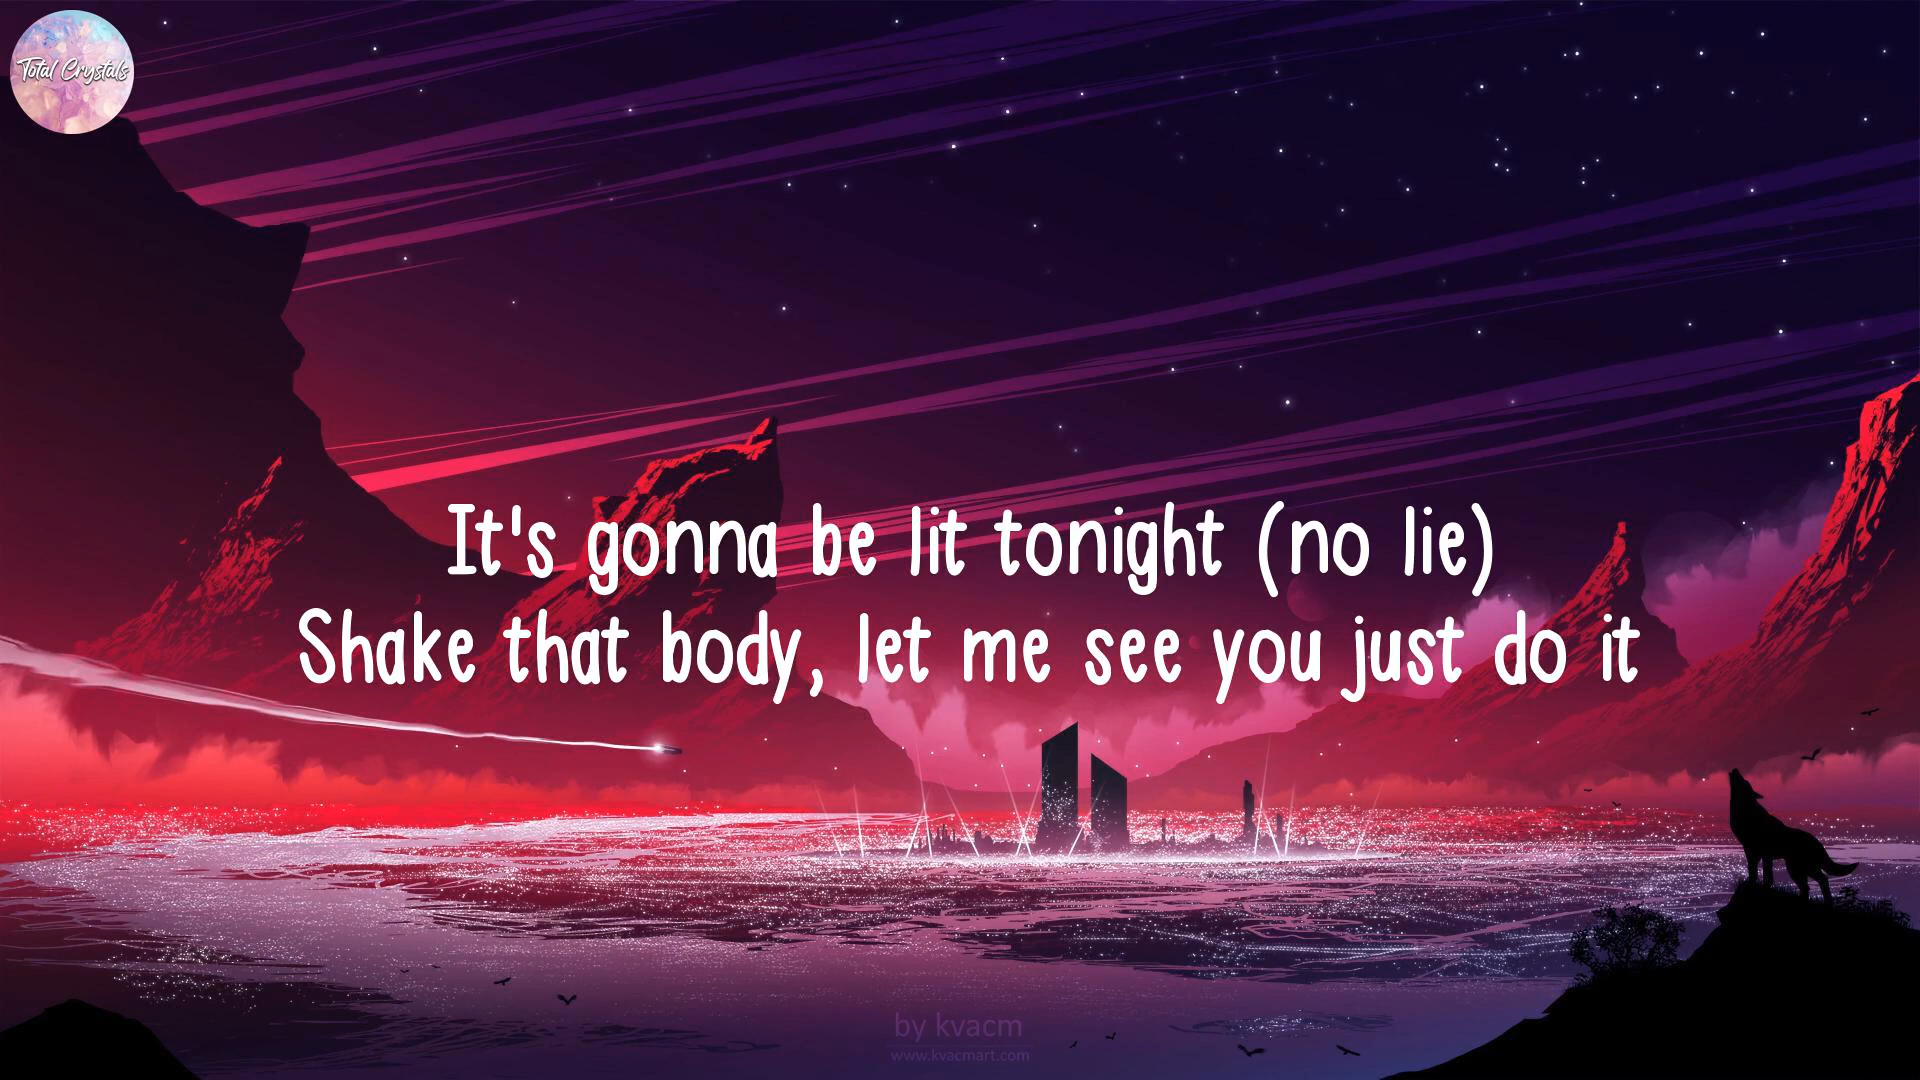 Total Crystals
It's gonna be lit tonight (no lie)
Shake that body, let me see you just do it
by kvacm
www.kvacmart.com